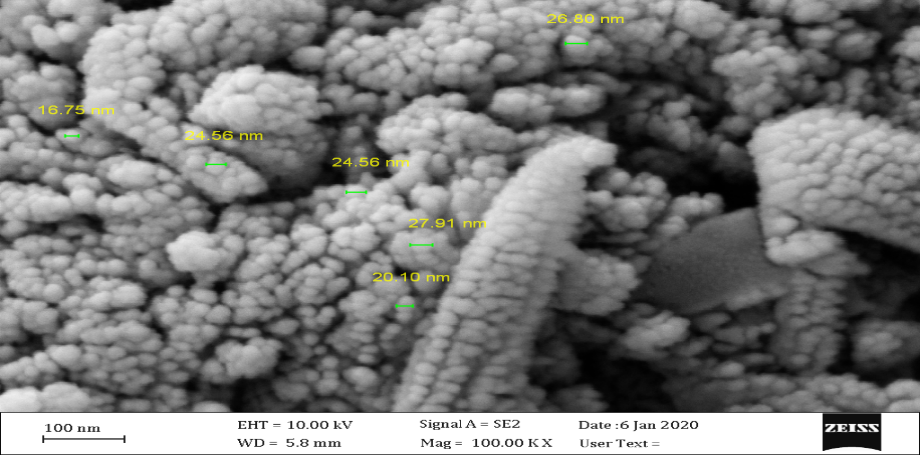 26.80 nm
16.75 nm
24.56 nm
24.56 nm
27.91 nm
20.10 nm
100 nm
EHT = 10.00 kV
Signal A = SE2
Date :6 Jan 2020
ZEISS
WD = 5.8 mm
Mag = 100.00 K X
User Text =